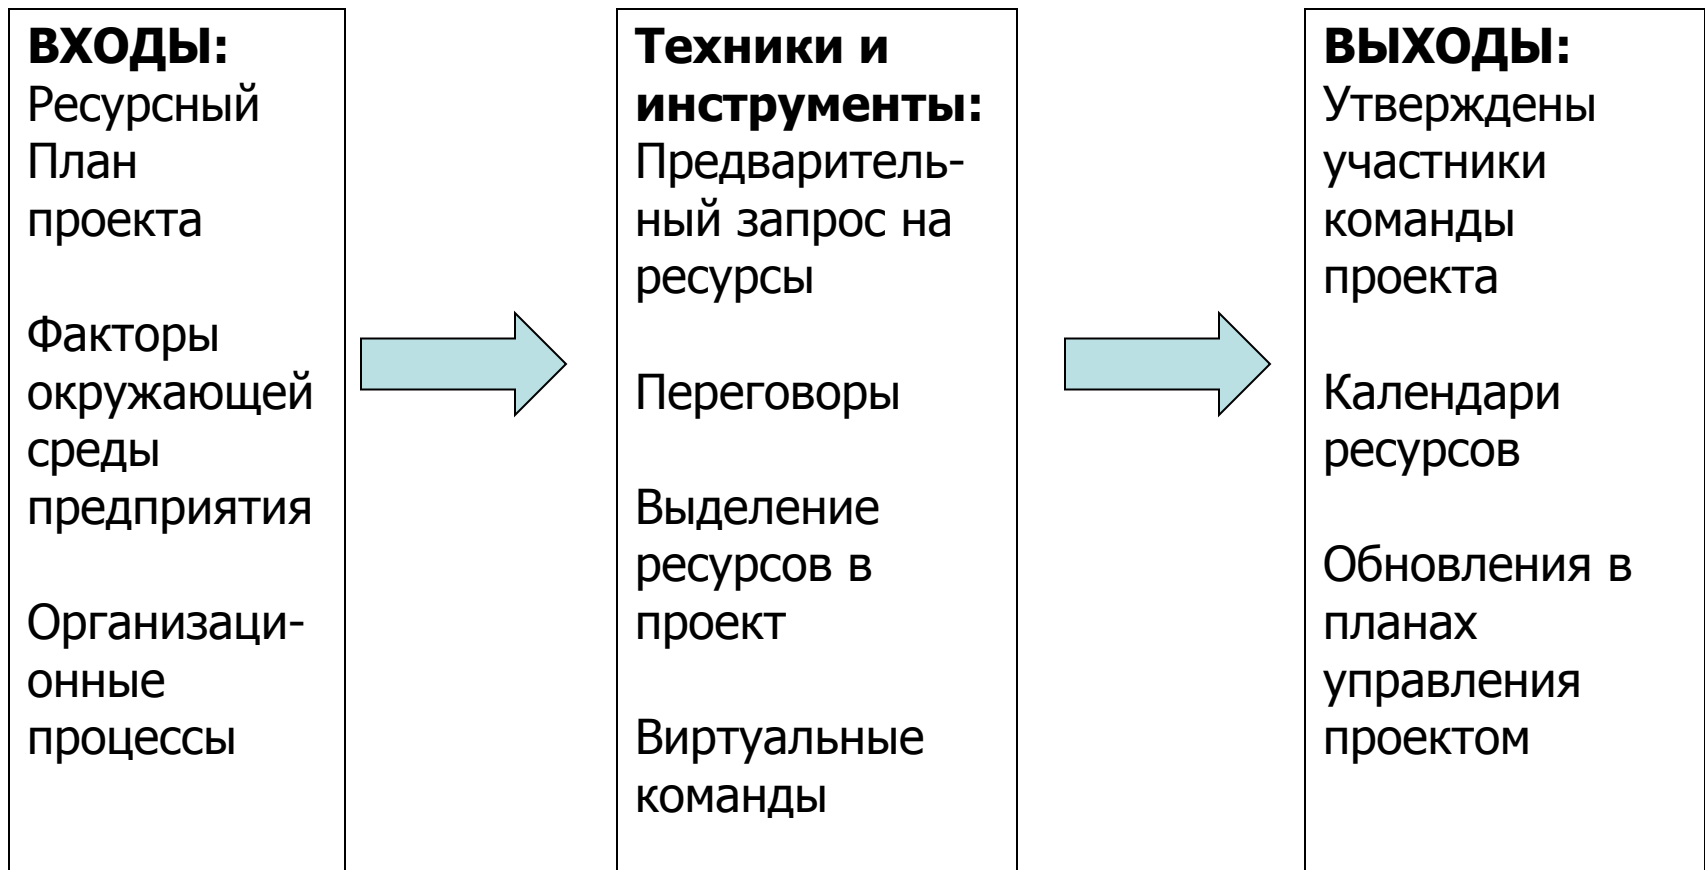 ВХОДЫ:
Ресурсный
План
проекта
Факторы
окружающей
среды
предприятия
Организаци-
онные
процессы
Техники и
инструменты:
Предваритель-
ный запрос на
ресурсы
Переговоры
Выделение
ресурсов в
проект
Виртуальные
команды
ВЫХОДЫ:
Утверждены
участники
команды
проекта
Календари
ресурсов
Обновления в
планах
управления
проектом